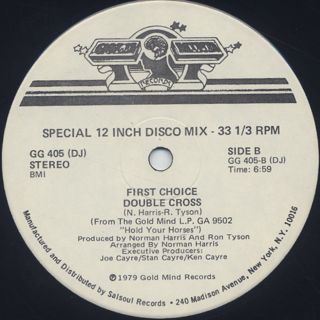 GOLD MIND
RECORDS
SPECIAL 12 INCH DISCO MIX - 33 1/3 RPM
GG 405 (DJ)
STEREO
BMI
SIDE B
GG 405-B (DJ)
Time: 6:59
FIRST CHOICE
DOUBLE CROSS
(N. Harris-R. Tyson)
(From The Gold Mind L.P. GA 9502
"Hold Your Horses")
Produced by Norman Harris And Ron Tyson
Arranged By Norman Harris
Executive Producers:
Joe Cayre/Stan Cayre/Ken Cayre
Ⓟ©1979 Gold Mind Records
Manufactured and Distributed by Salsoul Records • 240 Madison Avenue, New York, N.Y. 10016